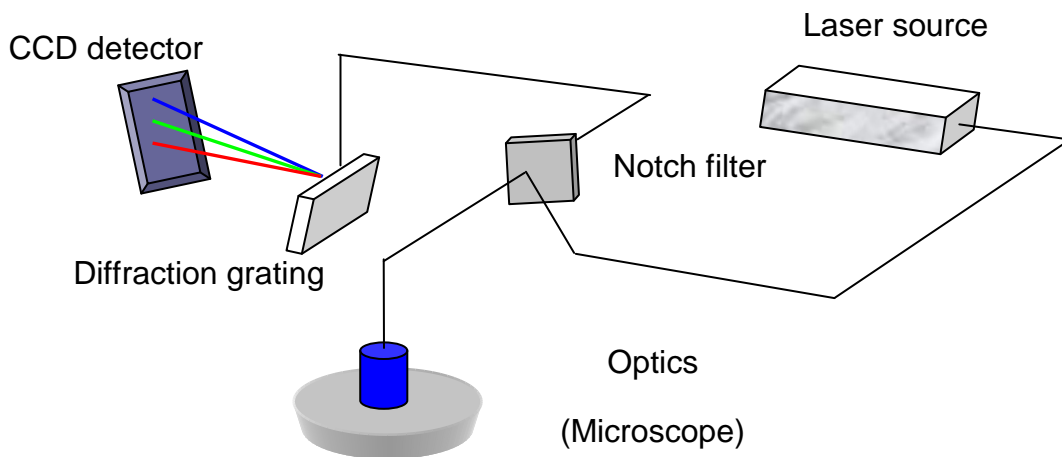 Laser source
CCD detector
Notch filter
Diffraction grating
Optics
(Microscope)